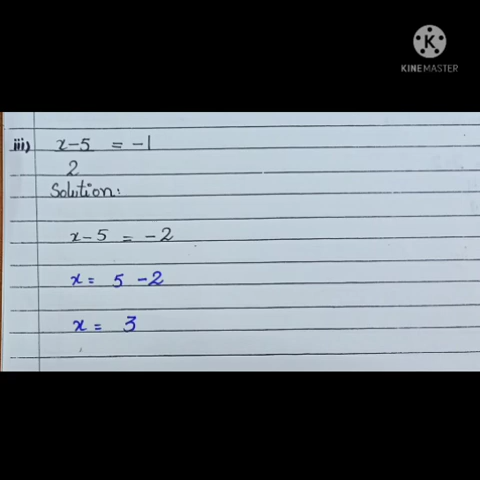 KINEMASTER
iii) x-5 = -1
2
Solution:
x-5 = -2
x = 5 -2
x = 3